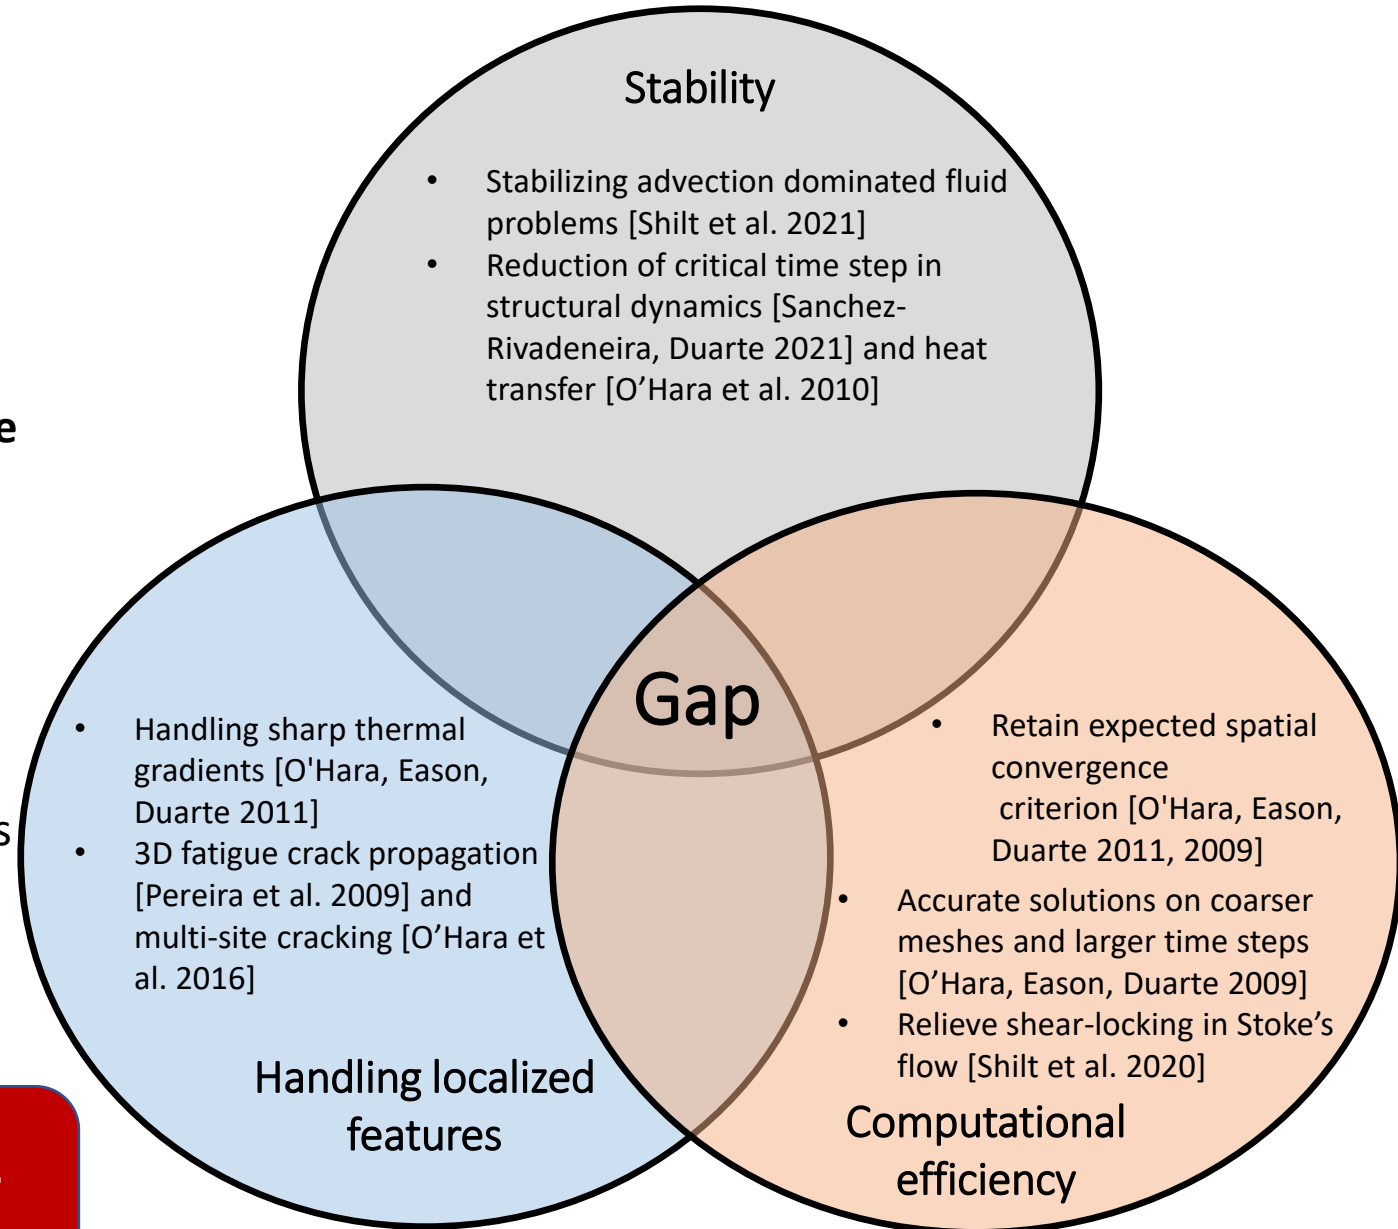 Stability
• Stabilizing advection dominated fluid
problems [Shilt et al. 2021]
• Reduction of critical time step in
structural dynamics [Sanchez-
Rivadeneira, Duarte 2021] and heat
transfer [O’Hara et al. 2010]
e
Gap
• Handling sharp thermal
gradients [O'Hara, Eason,
Duarte 2011]
s
• 3D fatigue crack propagation
[Pereira et al. 2009] and
multi-site cracking [O’Hara et
al. 2016]
Handling localized
features
• Retain expected spatial
convergence
criterion [O'Hara, Eason,
Duarte 2011, 2009]
• Accurate solutions on coarser
meshes and larger time steps
[O’Hara, Eason, Duarte 2009]
• Relieve shear-locking in Stoke’s
flow [Shilt et al. 2020]
Computational
efficiency